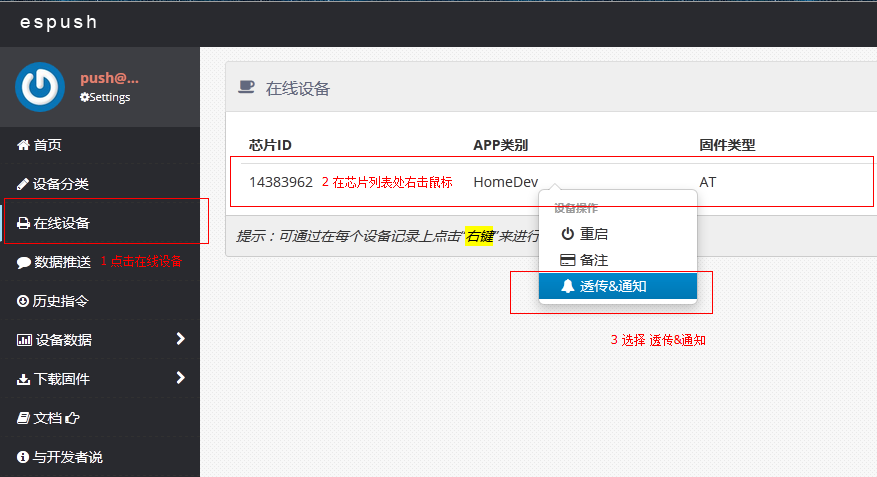 espush
push@...
Settings
首页
设备分类
在线设备
数据推送 1 点击在线设备
历史指令
设备数据
下载固件
文档
与开发者说
在线设备
芯片ID APP类别 固件类型
14383962 2 在芯片列表处右击鼠标 HomeDev AT
提示：可通过在每个设备记录上点击“右键”来进行
设备操作
重启
备注
透传&通知
3 选择 透传&通知